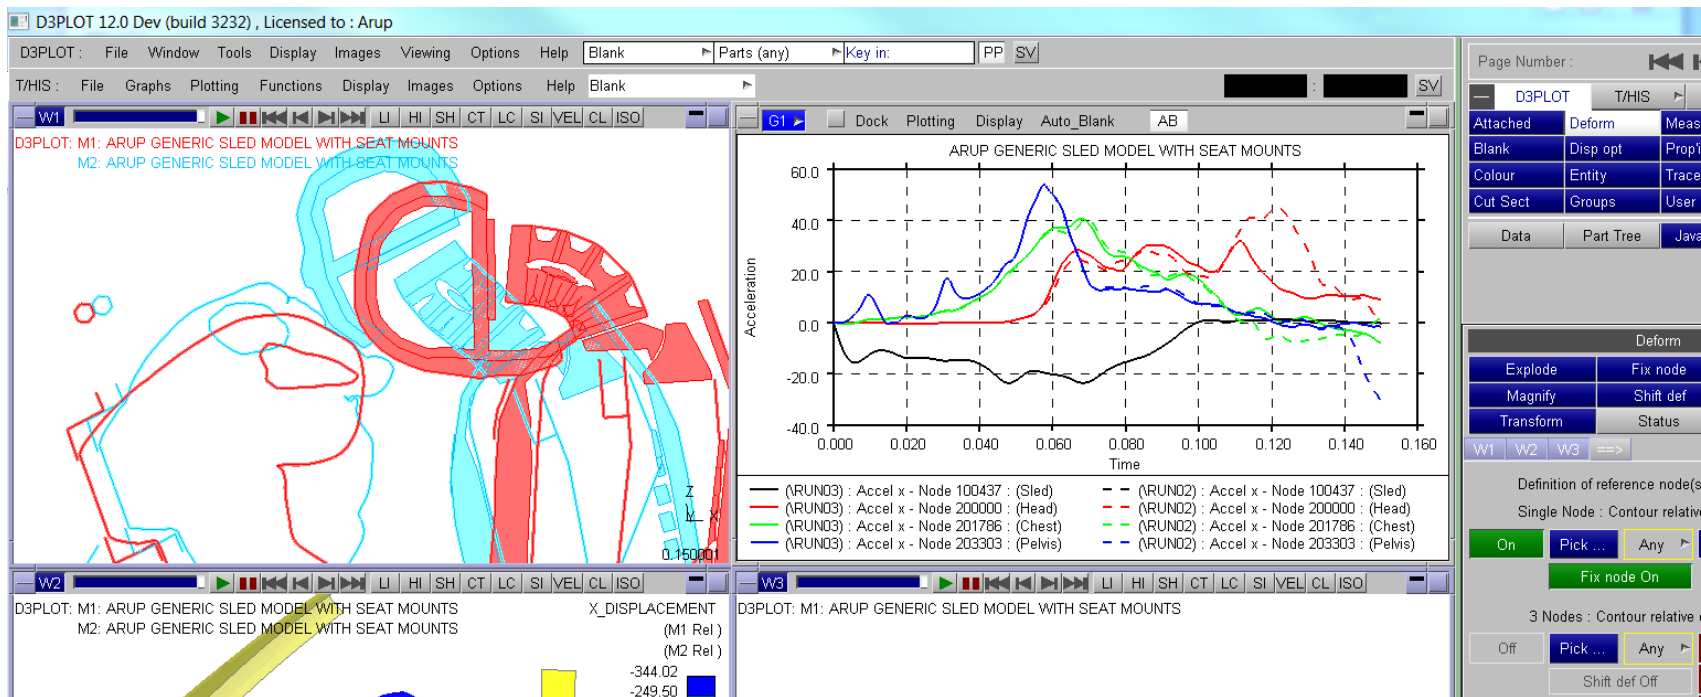 D3PLOT 12.0 Dev (build 3232) , Licensed to : Arup
D3PLOT : File Window Tools Display Images Viewing Options Help Blank Parts (any) Key in: PP SV
T/HIS : File Graphs Plotting Functions Display Images Options Help Blank : SV
Page Number :
D3PLOT T/HIS
Attached Deform Meas
Blank Disp opt Prop'i
Colour Entity Trace
Cut Sect Groups User
Data Part Tree Java
W1 LI HI SH CT LC SI VEL CL ISO
D3PLOT: M1: ARUP GENERIC SLED MODEL WITH SEAT MOUNTS
M2: ARUP GENERIC SLED MODEL WITH SEAT MOUNTS
Z
Y X
0.150001
G1 Dock Plotting Display Auto_Blank AB
ARUP GENERIC SLED MODEL WITH SEAT MOUNTS
60.0
40.0
20.0
0.0
-20.0
-40.0
Acceleration
0.000 0.020 0.040 0.060 0.080 0.100 0.120 0.140 0.160
Time
(\RUN03) : Accel x - Node 100437 : (Sled) (\RUN02) : Accel x - Node 100437 : (Sled)
(\RUN03) : Accel x - Node 200000 : (Head) (\RUN02) : Accel x - Node 200000 : (Head)
(\RUN03) : Accel x - Node 201786 : (Chest) (\RUN02) : Accel x - Node 201786 : (Chest)
(\RUN03) : Accel x - Node 203303 : (Pelvis) (\RUN02) : Accel x - Node 203303 : (Pelvis)
Deform
Explode Fix node
Magnify Shift def
Transform Status
W1 W2 W3 ==>
Definition of reference node(s
Single Node : Contour relative
On Pick ... Any
Fix node On
3 Nodes : Contour relative
Off Pick ... Any
Shift def Off
W2 LI HI SH CT LC SI VEL CL ISO
D3PLOT: M1: ARUP GENERIC SLED MODEL WITH SEAT MOUNTS
M2: ARUP GENERIC SLED MODEL WITH SEAT MOUNTS
X_DISPLACEMENT
(M1 Rel )
(M2 Rel )
-344.02
-249.50
W3 LI HI SH CT LC SI VEL CL ISO
D3PLOT: M1: ARUP GENERIC SLED MODEL WITH SEAT MOUNTS